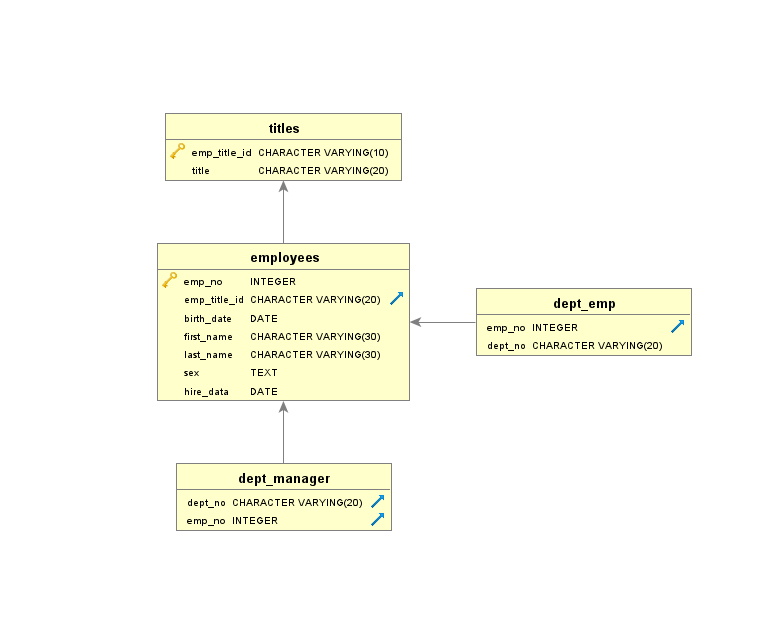 titles
emp_title_id CHARACTER VARYING(10)
title CHARACTER VARYING(20)
employees
emp_no INTEGER
emp_title_id CHARACTER VARYING(20)
birth_date DATE
first_name CHARACTER VARYING(30)
last_name CHARACTER VARYING(30)
sex TEXT
hire_data DATE
dept_emp
emp_no INTEGER
dept_no CHARACTER VARYING(20)
dept_manager
dept_no CHARACTER VARYING(20)
emp_no INTEGER